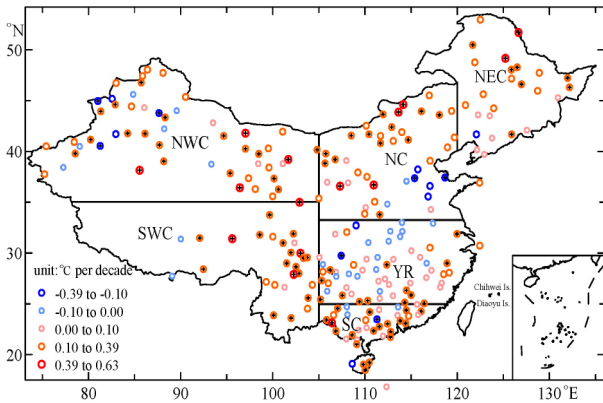 °N
50
40
30
20
NEC
NWC
NC
SWC
YR
SC
unit: °C per decade
-0.39 to -0.10
-0.10 to 0.00
0.00 to 0.10
0.10 to 0.39
0.39 to 0.63
Chihwei Is.
Diaoyu Is.
80 90 100 110 120 130 °E